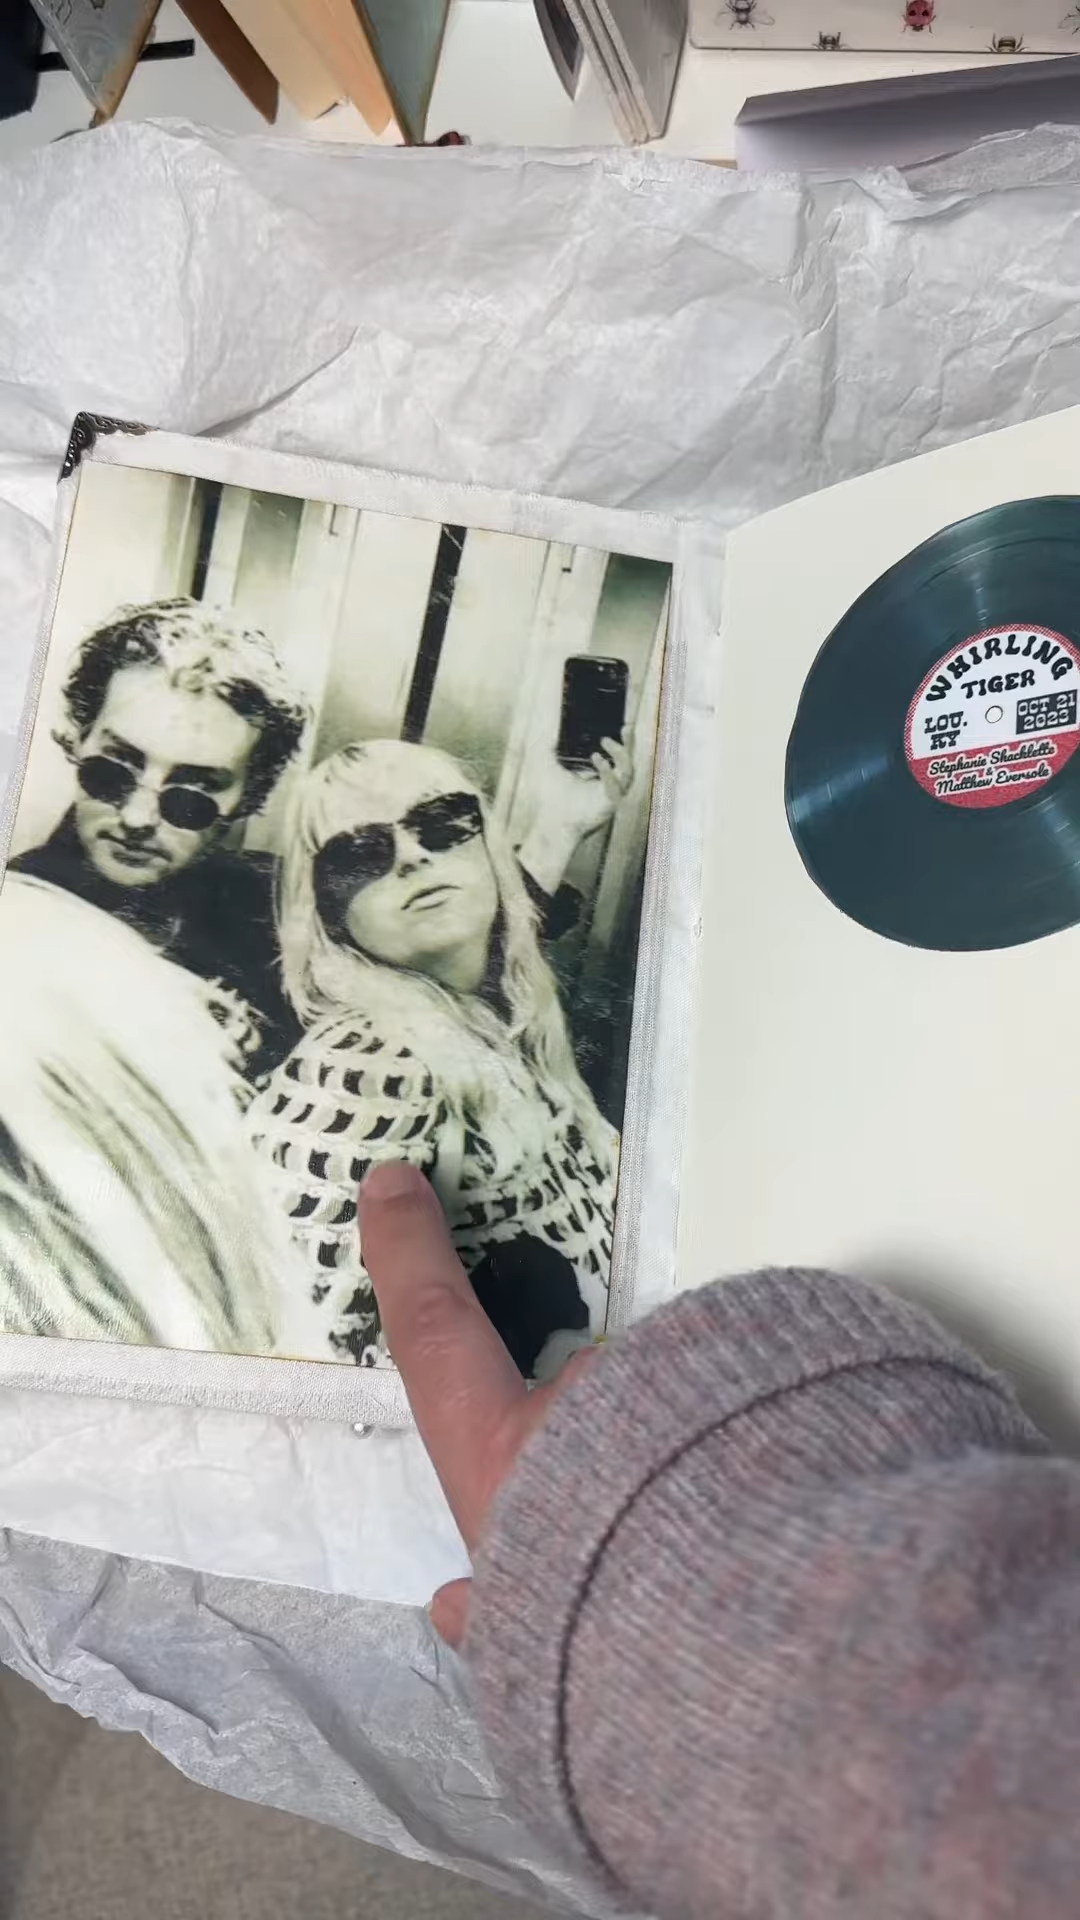 WHIRLING
TIGER
LOU.
KY
OCT 21
2023
Stephanie Shacklette
&
Matthew Eversole